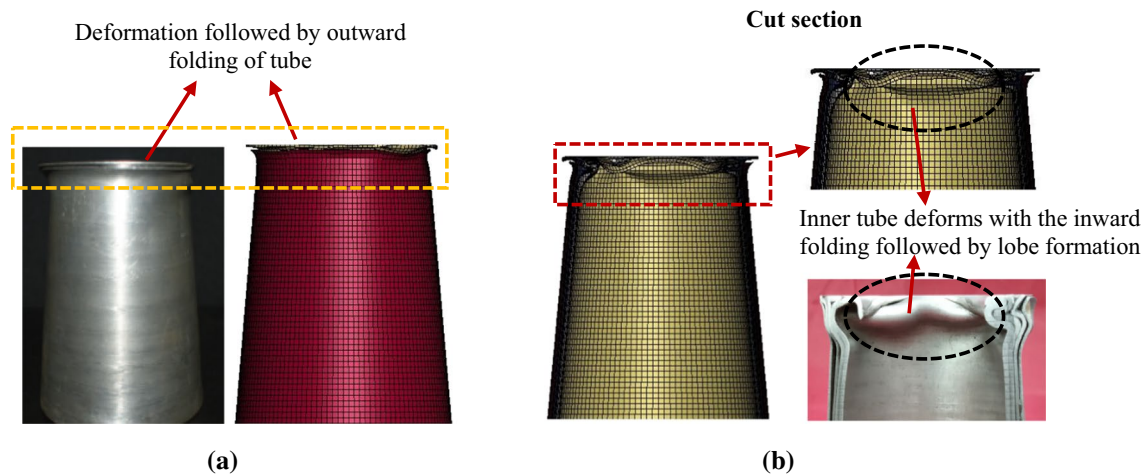 Deformation followed by outward
folding of tube
(a)
Cut section
Inner tube deforms with the inward
folding followed by lobe formation
(b)